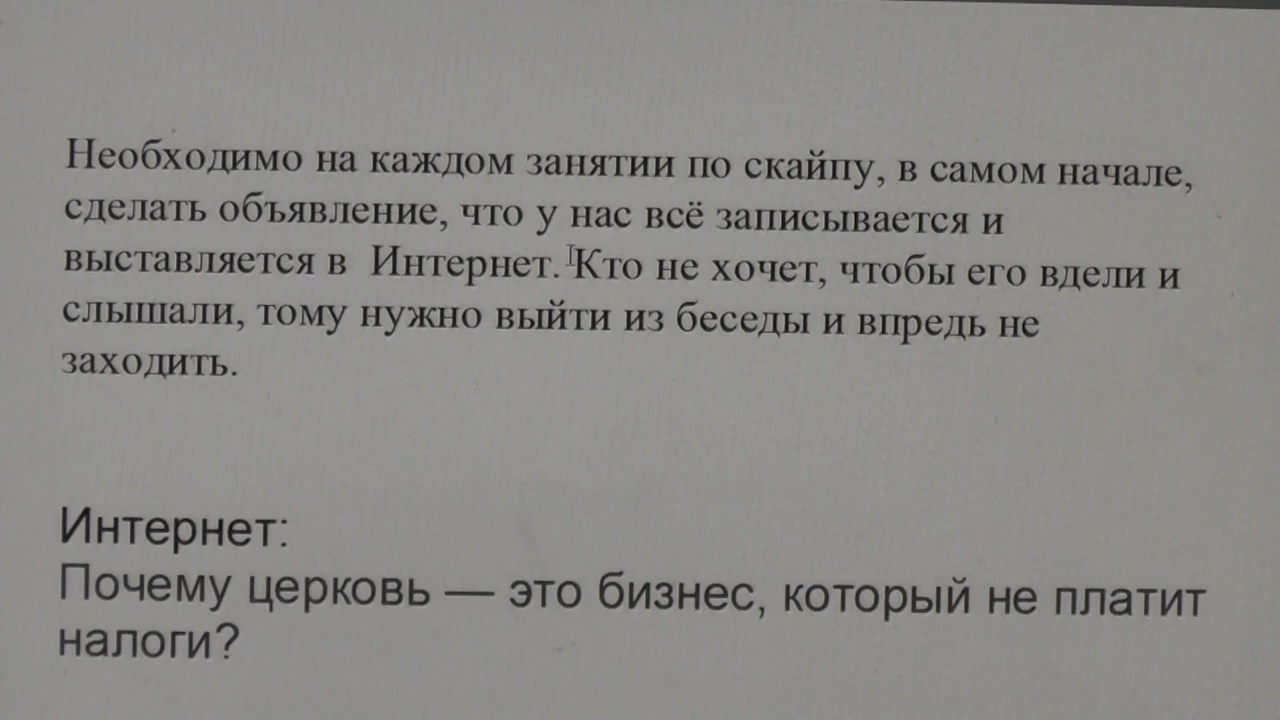 Необходимо на каждом занятии по скайпу, в самом начале,
сделать объявление, что у нас всё записывается и
выставляется в Интернет. Кто не хочет, чтобы его вдели и
слышали, тому нужно выйти из беседы и впредь не
заходить.
Интернет:
Почему церковь — это бизнес, который не платит
налоги?